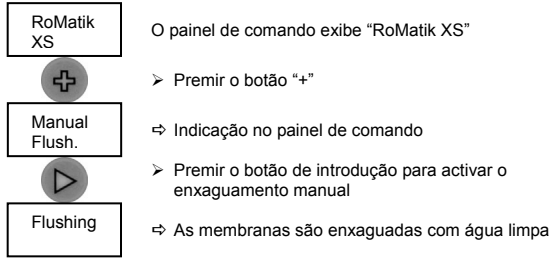 RoMatik
XS
O painel de comando exibe “RoMatik XS”
➢ Premir o botão “+”
Manual
Flush.
⇨ Indicação no painel de comando
➢ Premir o botão de introdução para activar o
enxaguamento manual
Flushing
⇨ As membranas são enxaguadas com água limpa